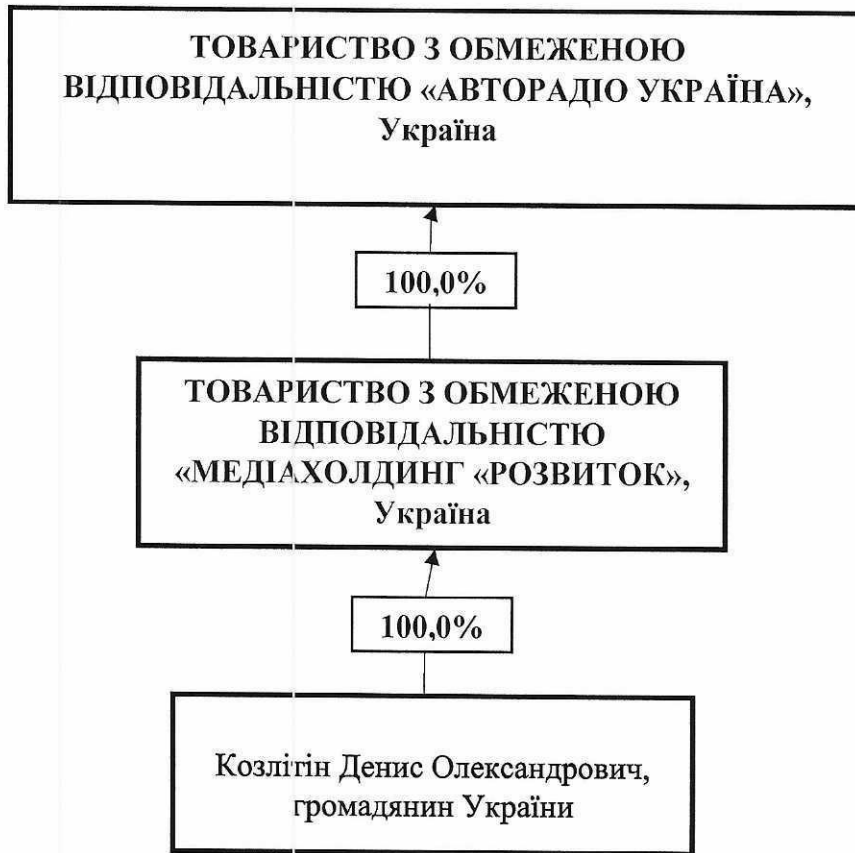 ТОВАРИСТВО З ОБМЕЖЕНОЮ
ВІДПОВІДАЛЬНІСТЮ «АВТОРАДІО УКРАЇНА»,
Україна
100,0%
ТОВАРИСТВО З ОБМЕЖЕНОЮ
ВІДПОВІДАЛЬНІСТЮ
«МЕДІАХОЛДИНГ «РОЗВИТОК»,
Україна
100,0%
Козлітін Денис Олександрович,
громадянин України